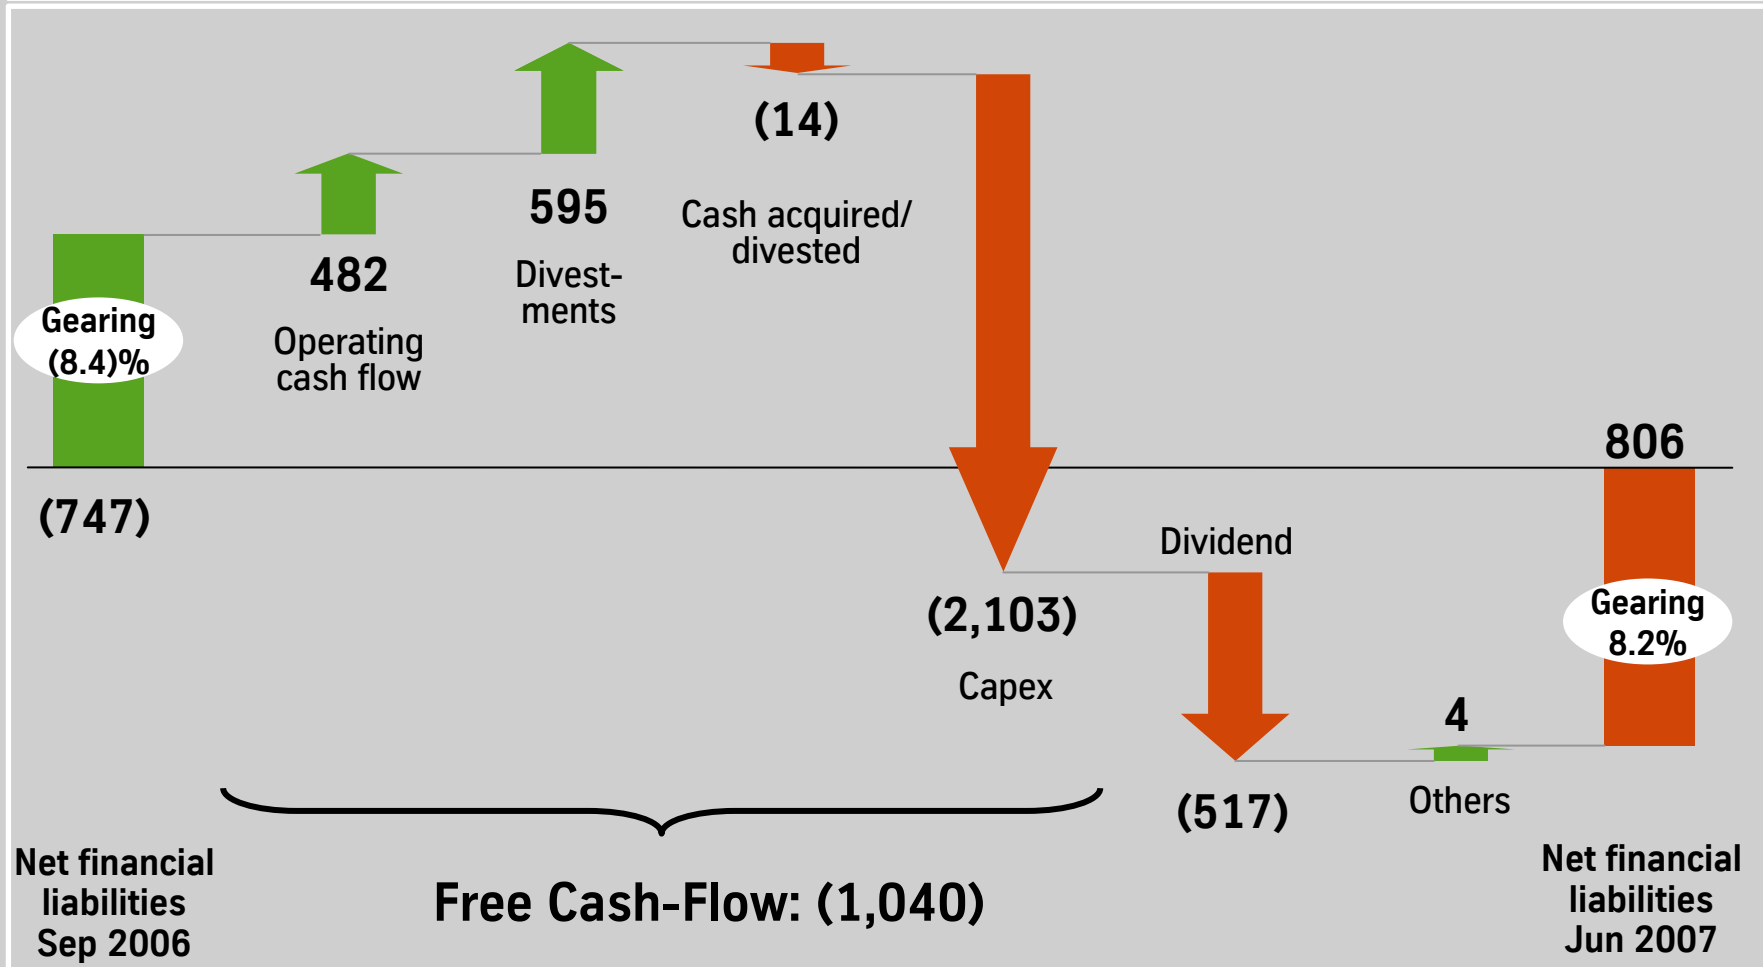 (14)
Cash acquired/
divested
595
Divest-
ments
482
Operating
cash flow
Gearing
(8.4)%
(747)
806
Dividend
(2,103)
Capex
Gearing
8.2%
4
Others
(517)
Net financial
liabilities
Sep 2006
Free Cash-Flow: (1,040)
Net financial
liabilities
Jun 2007